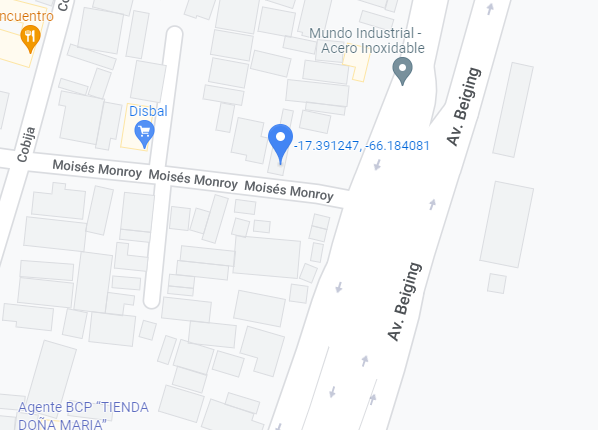 ncuentro
Co
Mundo Industrial -
Acero Inoxidable
Av. Beiging
Disbal
Cobija
-17.391247, -66.184081
Moisés Monroy Moisés Monroy Moisés Monroy
Av. Beiging
Agente BCP “TIENDA
DOÑA MARIA”